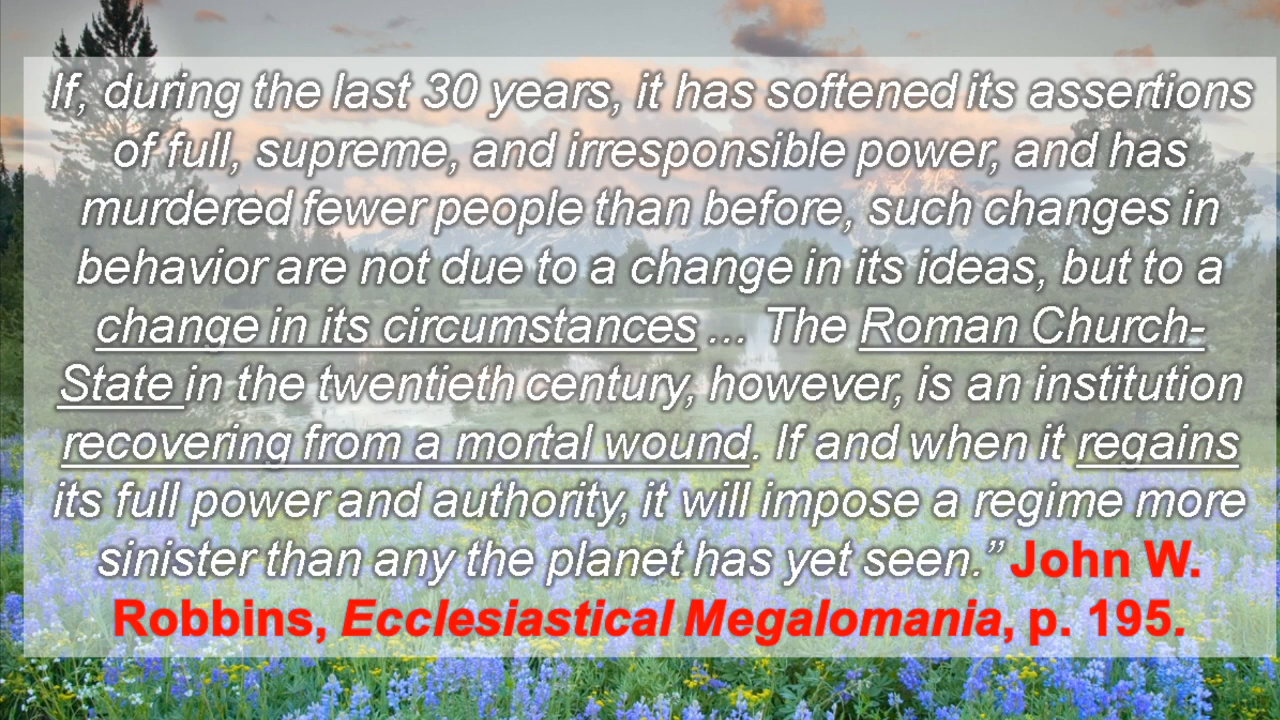 If, during the last 30 years, it has softened its assertions
of full, supreme, and irresponsible power, and has
murdered fewer people than before, such changes in
behavior are not due to a change in its ideas, but to a
change in its circumstances ... The Roman Church-
State in the twentieth century, however, is an institution
recovering from a mortal wound. If and when it regains
its full power and authority, it will impose a regime more
sinister than any the planet has yet seen.” John W.
Robbins, Ecclesiastical Megalomania, p. 195.